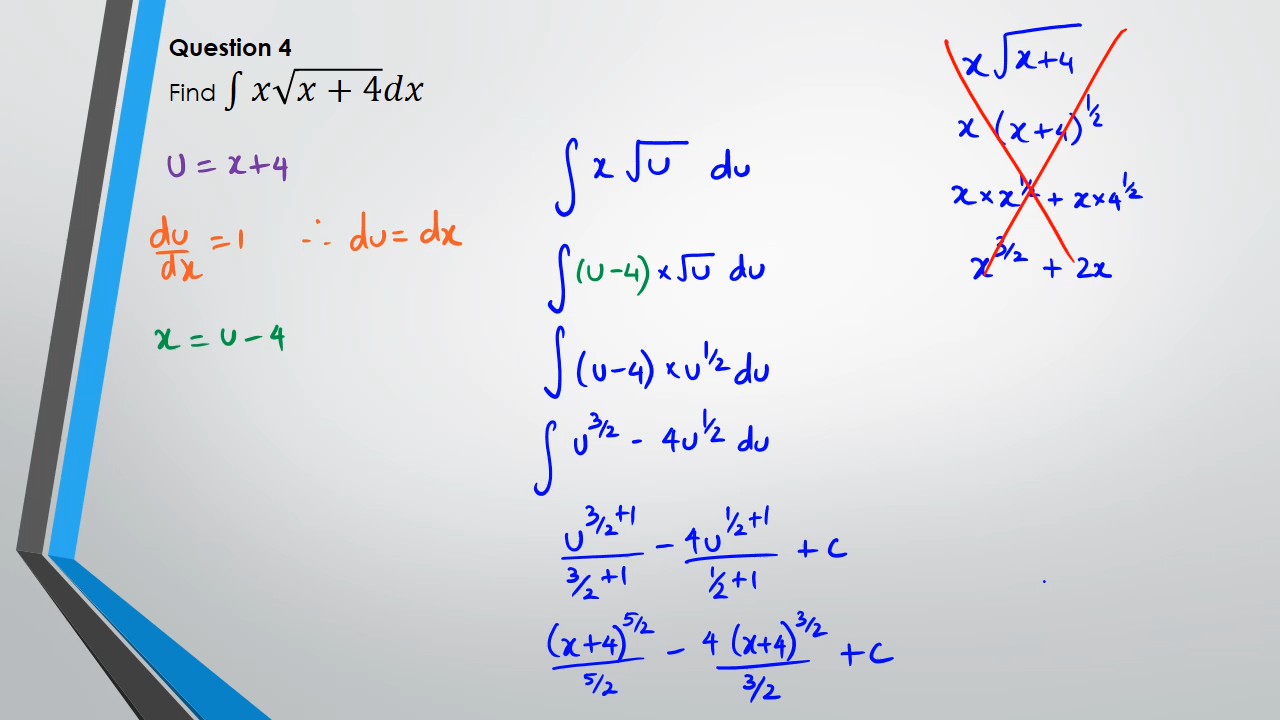 Question 4
Find ∫ x√(x + 4)dx
U = x+4
du/dx = 1 ∴ du = dx
x = u - 4
∫ x √U du
∫ (U-4) × √U du
∫ (u-4) × u^(1/2) du
∫ u^(3/2) - 4u^(1/2) du
u^(3/2+1)/(3/2+1) - 4u^(1/2+1)/(1/2+1) + c
(x+4)^(5/2)/(5/2) - 4(x+4)^(3/2)/(3/2) + c
x √(x+4)
x (x+4)^(1/2)
x × x^(1/2) + x × 4^(1/2)
x^(3/2) + 2x